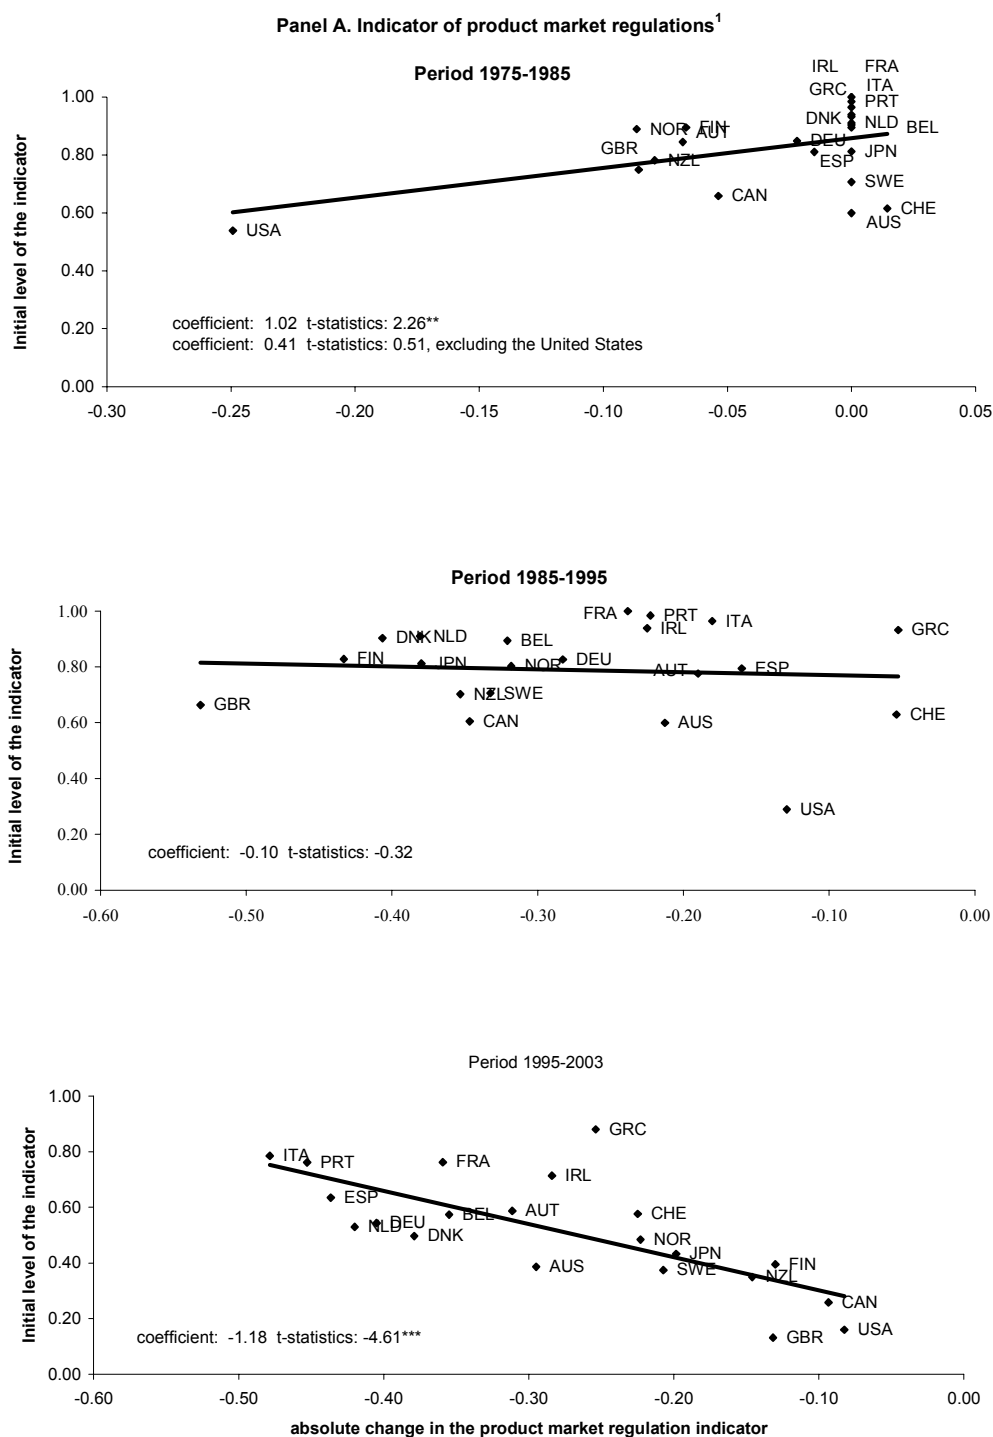 Panel A. Indicator of product market regulations1
Period 1975-1985
Initial level of the indicator
1.00
0.80
0.60
0.40
0.20
0.00
IRL FRA
GRC ITA
PRT
DNK NLD BEL
NOR FIN
AUT
GBR NZL
DEU
ESP
JPN
SWE
CAN
CHE
AUS
USA
coefficient: 1.02 t-statistics: 2.26**
coefficient: 0.41 t-statistics: 0.51, excluding the United States
-0.30 -0.25 -0.20 -0.15 -0.10 -0.05 0.00 0.05
Period 1985-1995
Initial level of the indicator
1.00
0.80
0.60
0.40
0.20
0.00
FRA PRT ITA
IRL GRC
DNK NLD BEL
FIN JPN NOR DEU
AUT ESP
NZL SWE
GBR CAN AUS CHE
USA
coefficient: -0.10 t-statistics: -0.32
-0.60 -0.50 -0.40 -0.30 -0.20 -0.10 0.00
Period 1995-2003
Initial level of the indicator
1.00
0.80
0.60
0.40
0.20
0.00
GRC
ITA PRT FRA
IRL
ESP
NLD DEU DNK BEL AUT CHE
NOR
JPN
AUS SWE NZL FIN
CAN
GBR USA
coefficient: -1.18 t-statistics: -4.61***
-0.60 -0.50 -0.40 -0.30 -0.20 -0.10 0.00
absolute change in the product market regulation indicator